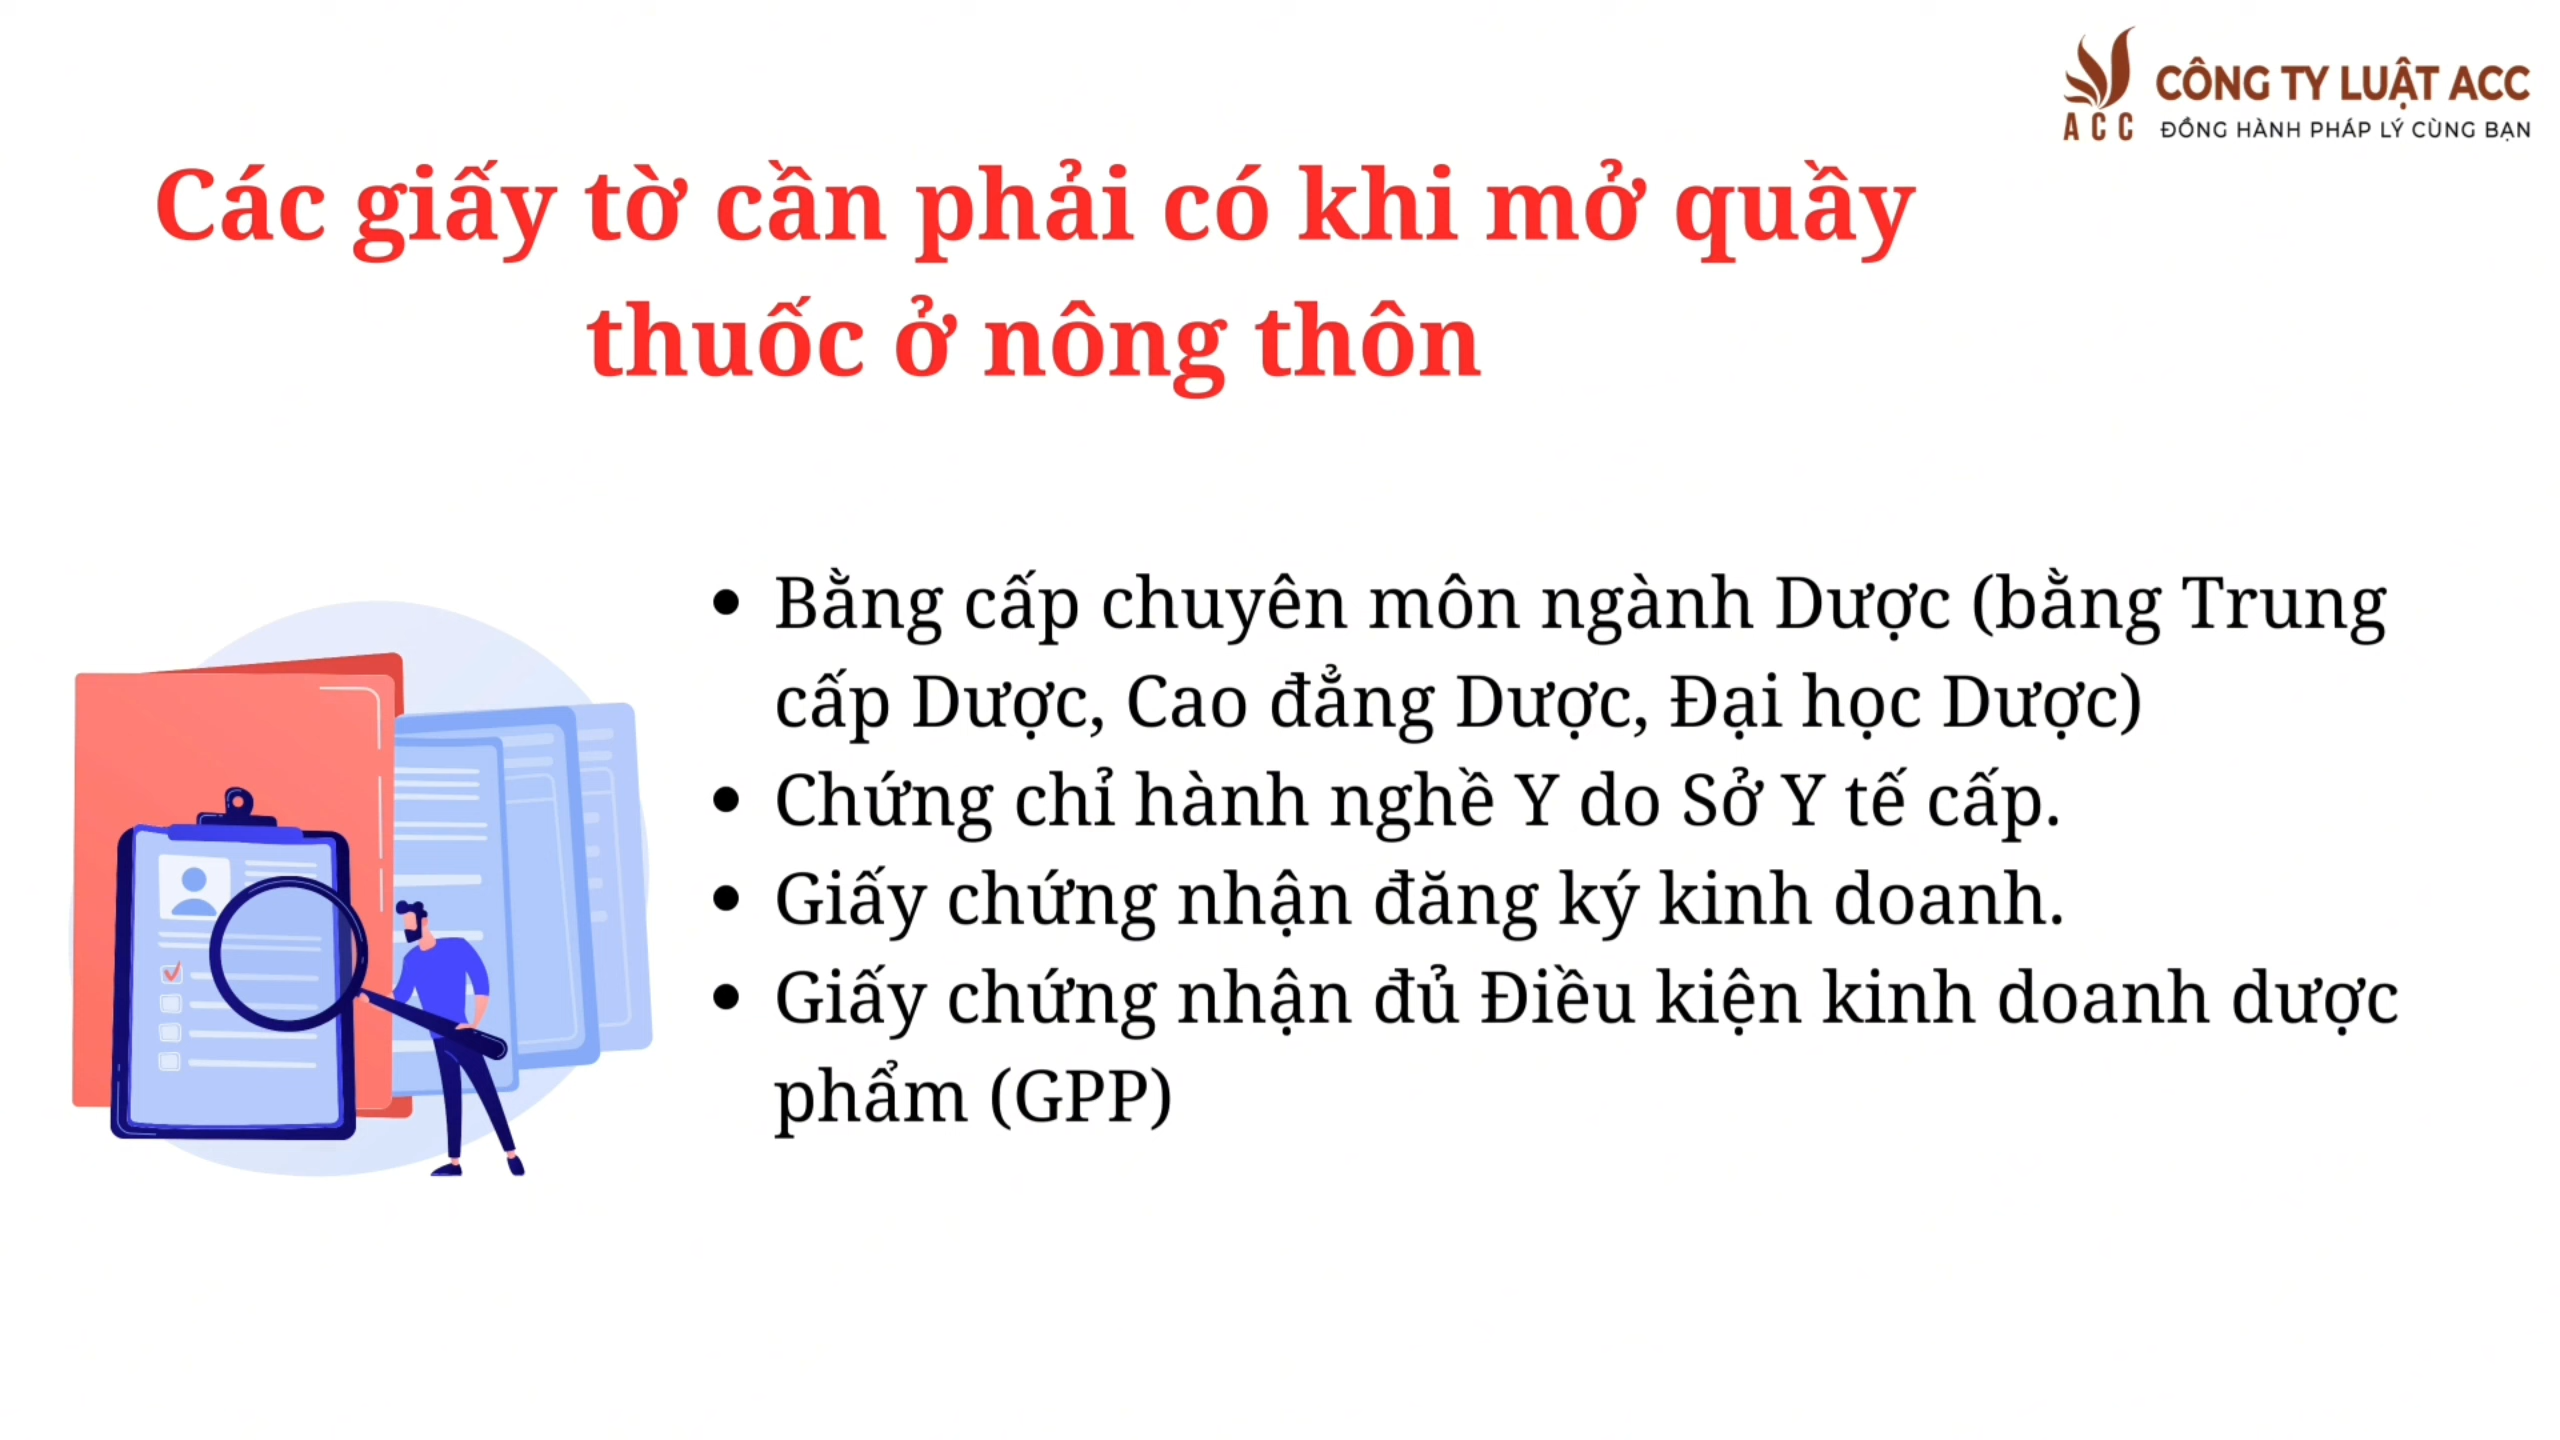 CÔNG TY LUẬT ACC
ACC
ĐỒNG HÀNH PHÁP LÝ CÙNG BẠN
Các giấy tờ cần phải có khi mở quầy
thuốc ở nông thôn
• Bằng cấp chuyên môn ngành Dược (bằng Trung
cấp Dược, Cao đẳng Dược, Đại học Dược)
• Chứng chỉ hành nghề Y do Sở Y tế cấp.
• Giấy chứng nhận đăng ký kinh doanh.
• Giấy chứng nhận đủ Điều kiện kinh doanh dược
phẩm (GPP)